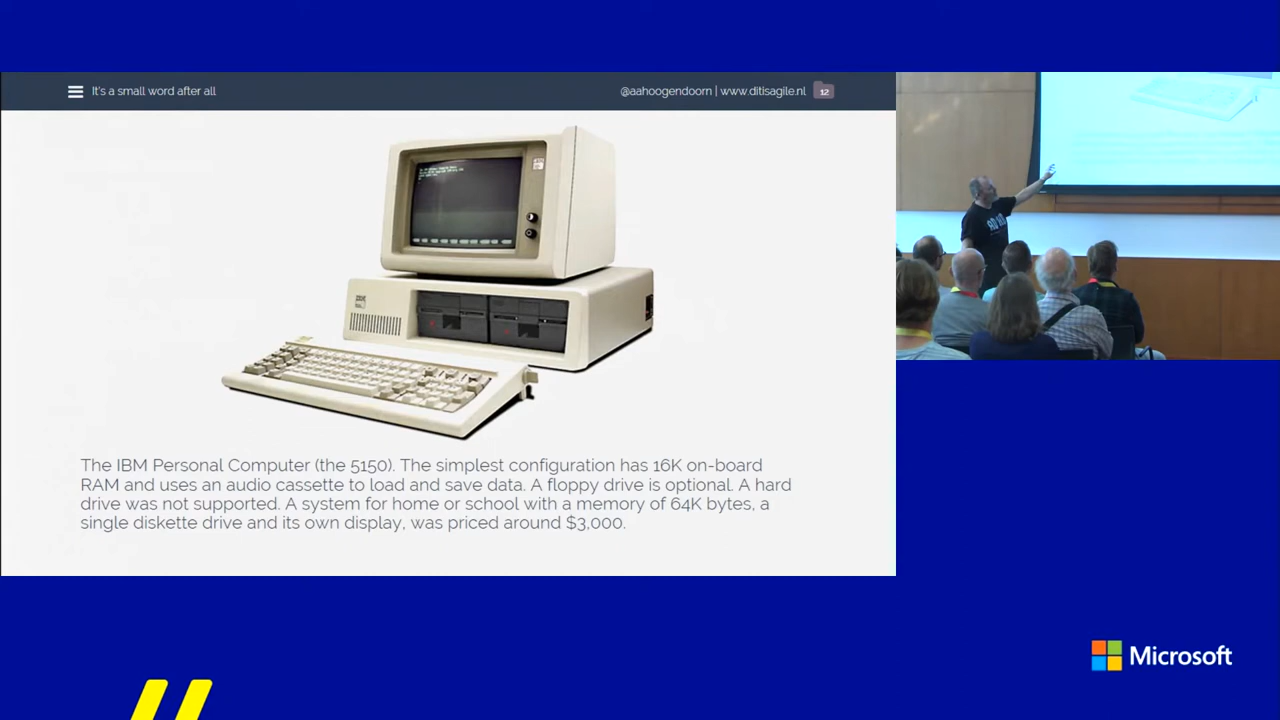 It's a small word after all
@aahoogendoorn | www.ditisagile.nl 12
The IBM Personal Computer (the 5150). The simplest configuration has 16K on-board
RAM and uses an audio cassette to load and save data. A floppy drive is optional. A hard
drive was not supported. A system for home or school with a memory of 64K bytes, a
single diskette drive and its own display, was priced around $3,000.
Microsoft